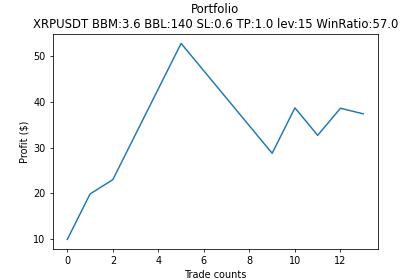 Portfolio
XRPUSDT BBM:3.6 BBL:140 SL:0.6 TP:1.0 lev:15 WinRatio:57.0
50
40
30
20
10
Profit ($)
0 2 4 6 8 10 12
Trade counts